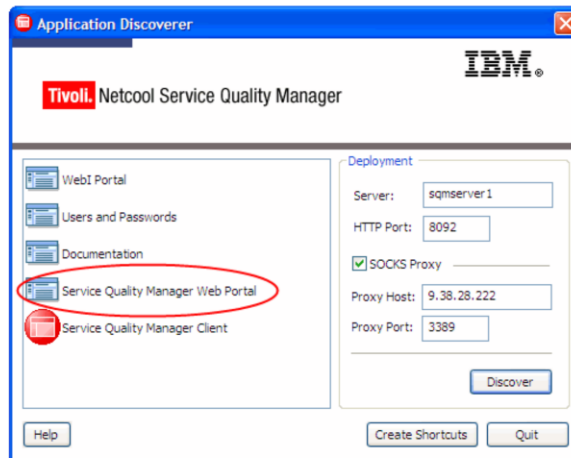 Application Discoverer
IBM®
Tivoli. Netcool Service Quality Manager
WebI Portal
Users and Passwords
Documentation
Service Quality Manager Web Portal
Service Quality Manager Client
Deployment
Server: sqmserver1
HTTP Port: 8092
SOCKS Proxy
Proxy Host: 9.38.28.222
Proxy Port: 3389
Discover
Help
Create Shortcuts
Quit